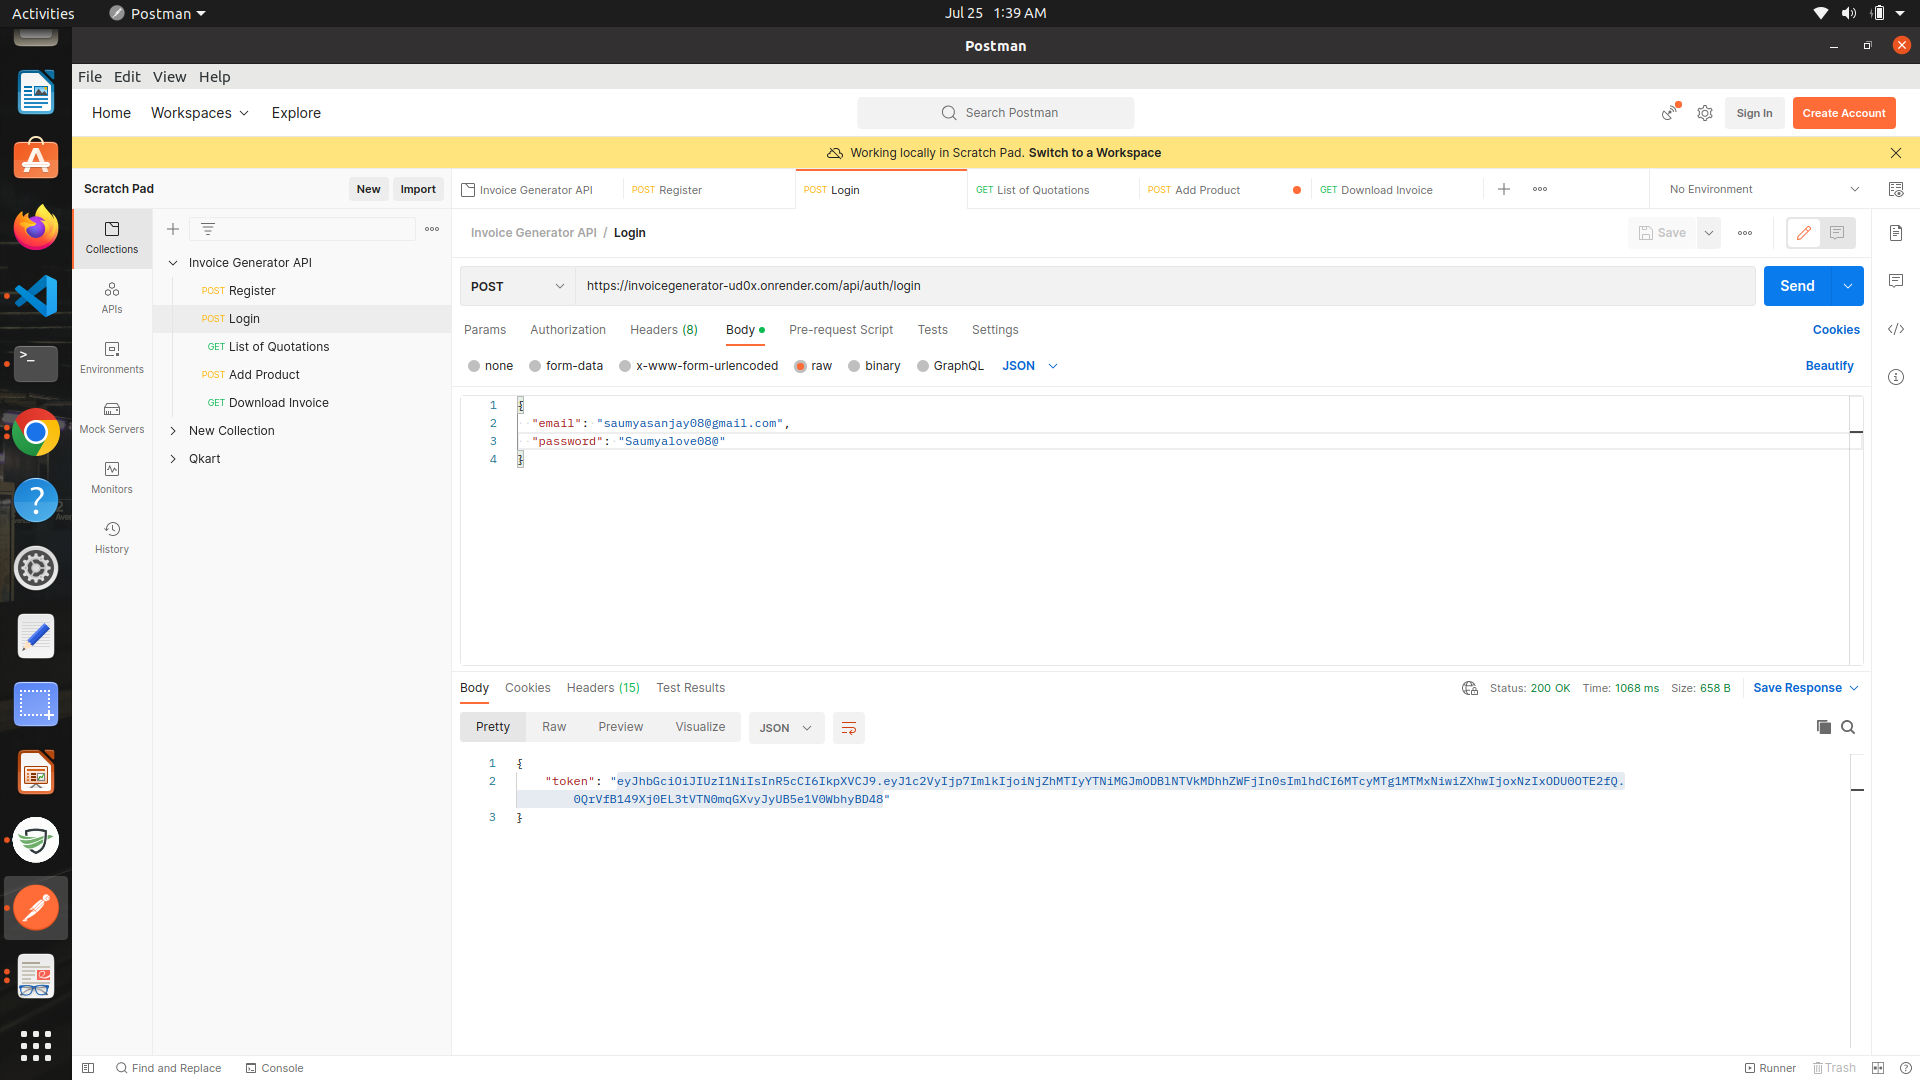 Activities Postman Jul 25 1:39 AM
Postman
File Edit View Help
Home Workspaces Explore Search Postman Sign In Create Account
Working locally in Scratch Pad. Switch to a Workspace
Scratch Pad New Import Invoice Generator API POST Register POST Login GET List of Quotations POST Add Product GET Download Invoice No Environment
Collections
APIs
Environments
Mock Servers
Monitors
History
Invoice Generator API
POST Register
POST Login
GET List of Quotations
POST Add Product
GET Download Invoice
New Collection
Qkart
Invoice Generator API / Login Save
POST https://invoicegenerator-ud0x.onrender.com/api/auth/login Send
Params Authorization Headers (8) Body Pre-request Script Tests Settings Cookies
none form-data x-www-form-urlencoded raw binary GraphQL JSON Beautify
1 {
2 "email": "saumyasanjay08@gmail.com",
3 "password": "Saumyalove08@"
4 }
Body Cookies Headers (15) Test Results Status: 200 OK Time: 1068 ms Size: 658 B Save Response
Pretty Raw Preview Visualize JSON
1 {
2 "token": "eyJhbGciOiJIUzI1NiIsInR5cCI6IkpXVCJ9.eyJ1c2VyIjp7ImlkIjoiNjZhMTIyYTNiMGJmODBlNTVkMDhhZWFjIn0sImlhdCI6MTcyMTg1MTMxNiwiZXhwIjoxNzIxODU0OTE2fQ.
0QrVfB149Xj0EL3tVTN0mqGXvyJyUB5e1V0WbhyBD48"
3 }
Find and Replace Console Runner Trash